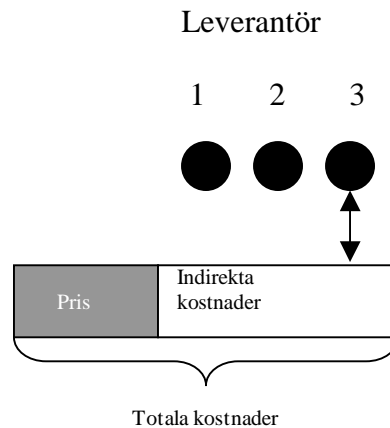 Leverantör
1 2 3
Indirekta
kostnader
Pris
Totala kostnader